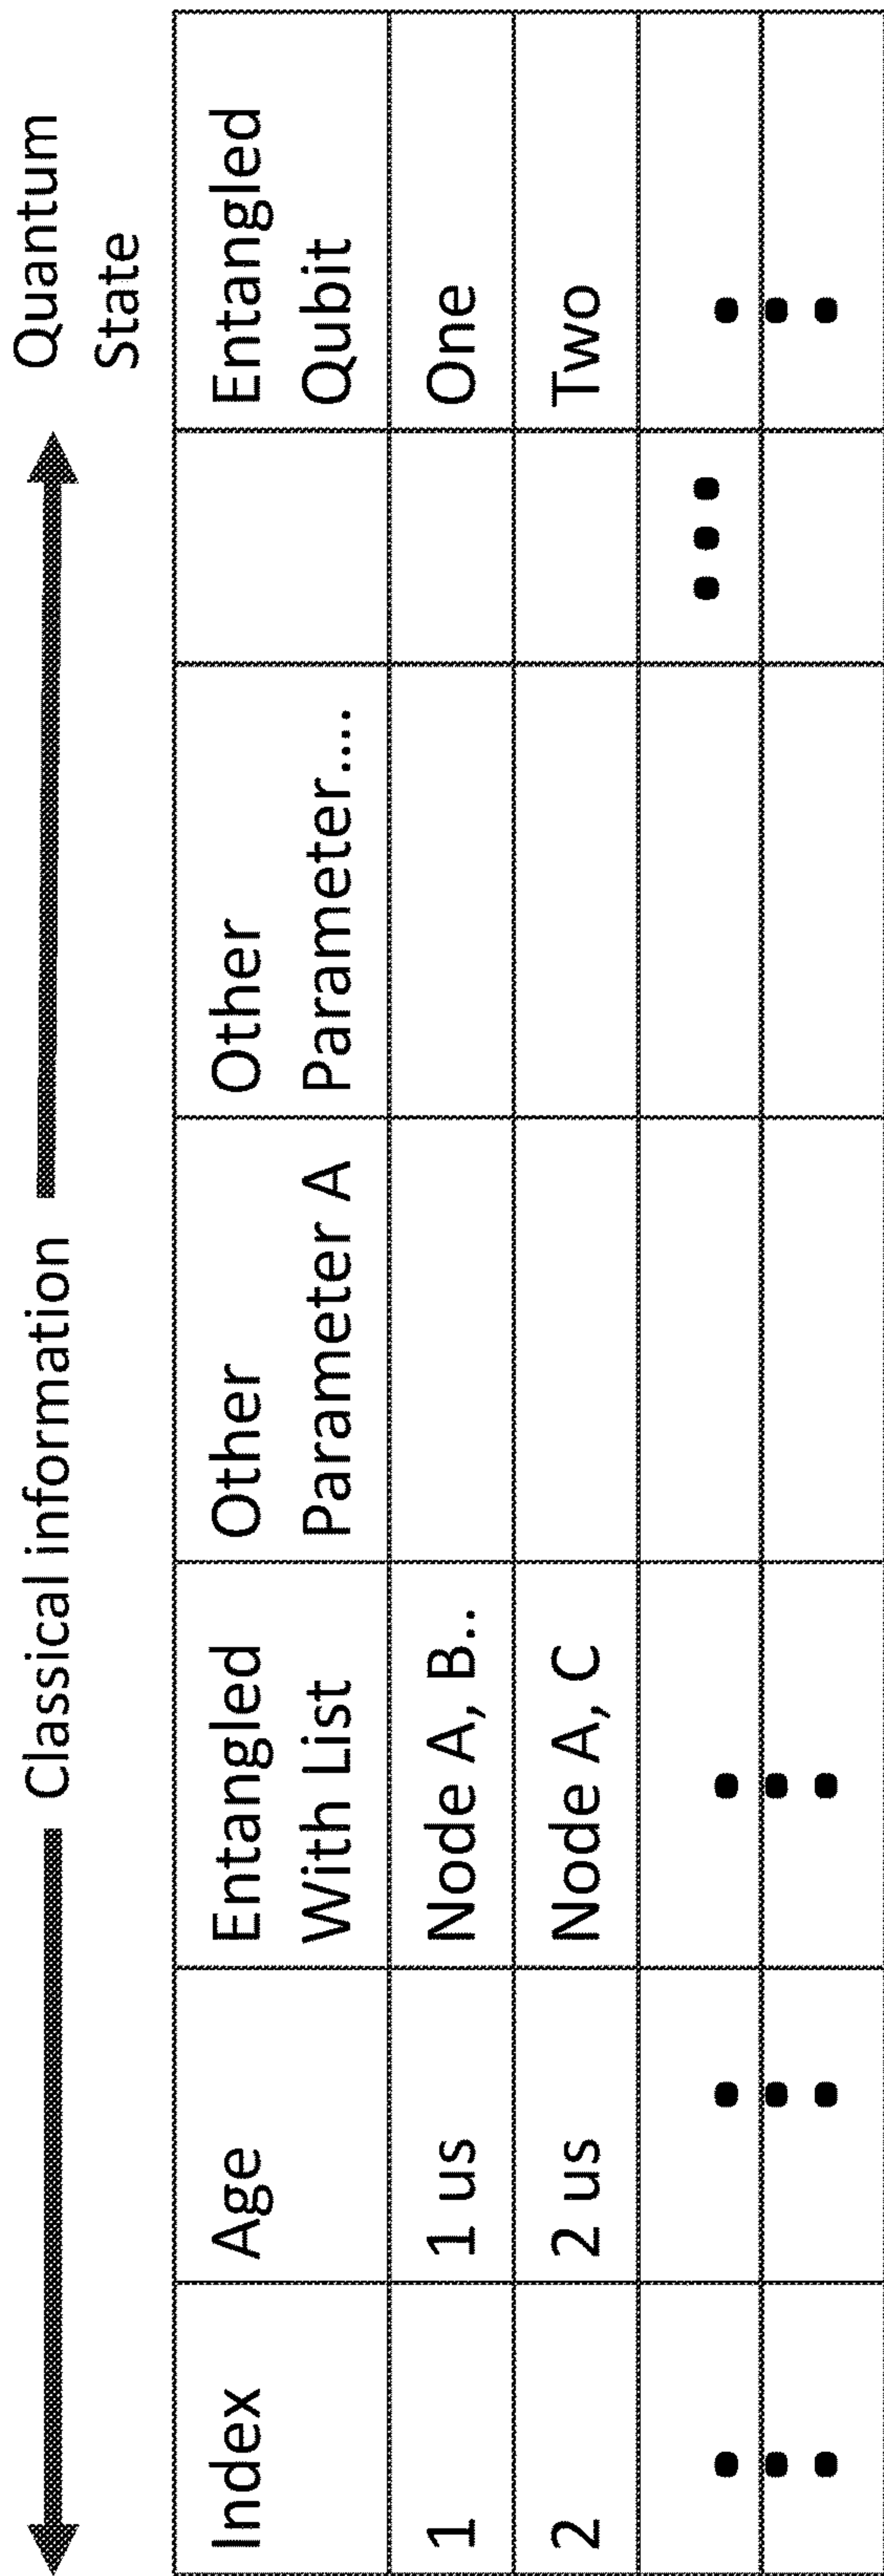 Classical information
Quantum
State
Index
Age
Entangled
With List
Other
Parameter A
Other
Parameter....
Entangled
Qubit
1
1 us
Node A, B..
One
2
2 us
Node A, C
Two